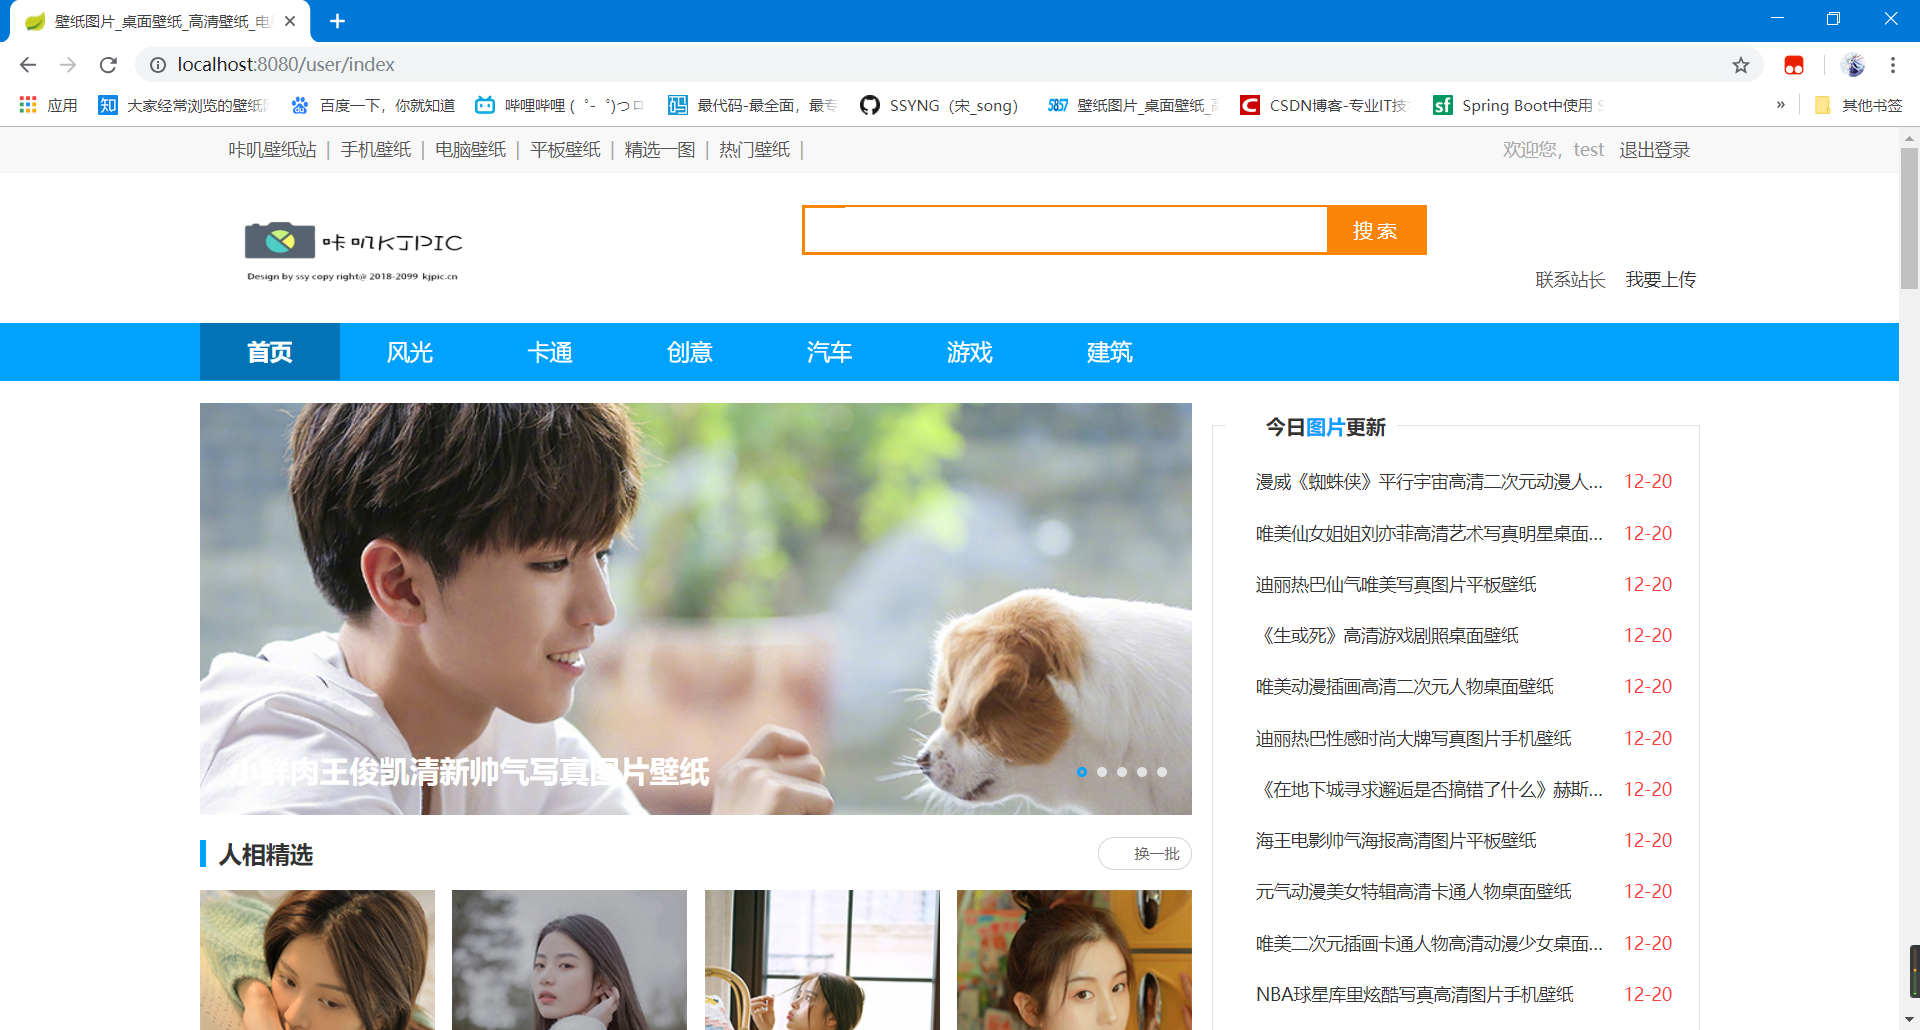 壁纸图片_桌面壁纸_高清壁纸_电
localhost:8080/user/index
应用
大家经常浏览的壁纸
百度一下，你就知道
哔哩哔哩 ( ゜- ゜)つロ
最代码-最全面，最专
SSYNG（宋_song）
壁纸图片_桌面壁纸_高
CSDN博客-专业IT技
Spring Boot中使用 S
»
其他书签
咔叽壁纸站 | 手机壁纸 | 电脑壁纸 | 平板壁纸 | 精选一图 | 热门壁纸 |
欢迎您，test 退出登录
咔叽KJPIC
Design by ssy copy right@ 2018-2099 kjpic.cn
搜索
联系站长 我要上传
首页 风光 卡通 创意 汽车 游戏 建筑
小鲜肉王俊凯清新帅气写真图片壁纸
人相精选
换一批
今日图片更新
漫威《蜘蛛侠》平行宇宙高清二次元动漫人... 12-20
唯美仙女姐姐刘亦菲高清艺术写真明星桌面... 12-20
迪丽热巴仙气唯美写真图片平板壁纸 12-20
《生或死》高清游戏剧照桌面壁纸 12-20
唯美动漫插画高清二次元人物桌面壁纸 12-20
迪丽热巴性感时尚大牌写真图片手机壁纸 12-20
《在地下城寻求邂逅是否搞错了什么》赫斯... 12-20
海王电影帅气海报高清图片平板壁纸 12-20
元气动漫美女特辑高清卡通人物桌面壁纸 12-20
唯美二次元插画卡通人物高清动漫少女桌面... 12-20
NBA球星库里炫酷写真高清图片手机壁纸 12-20